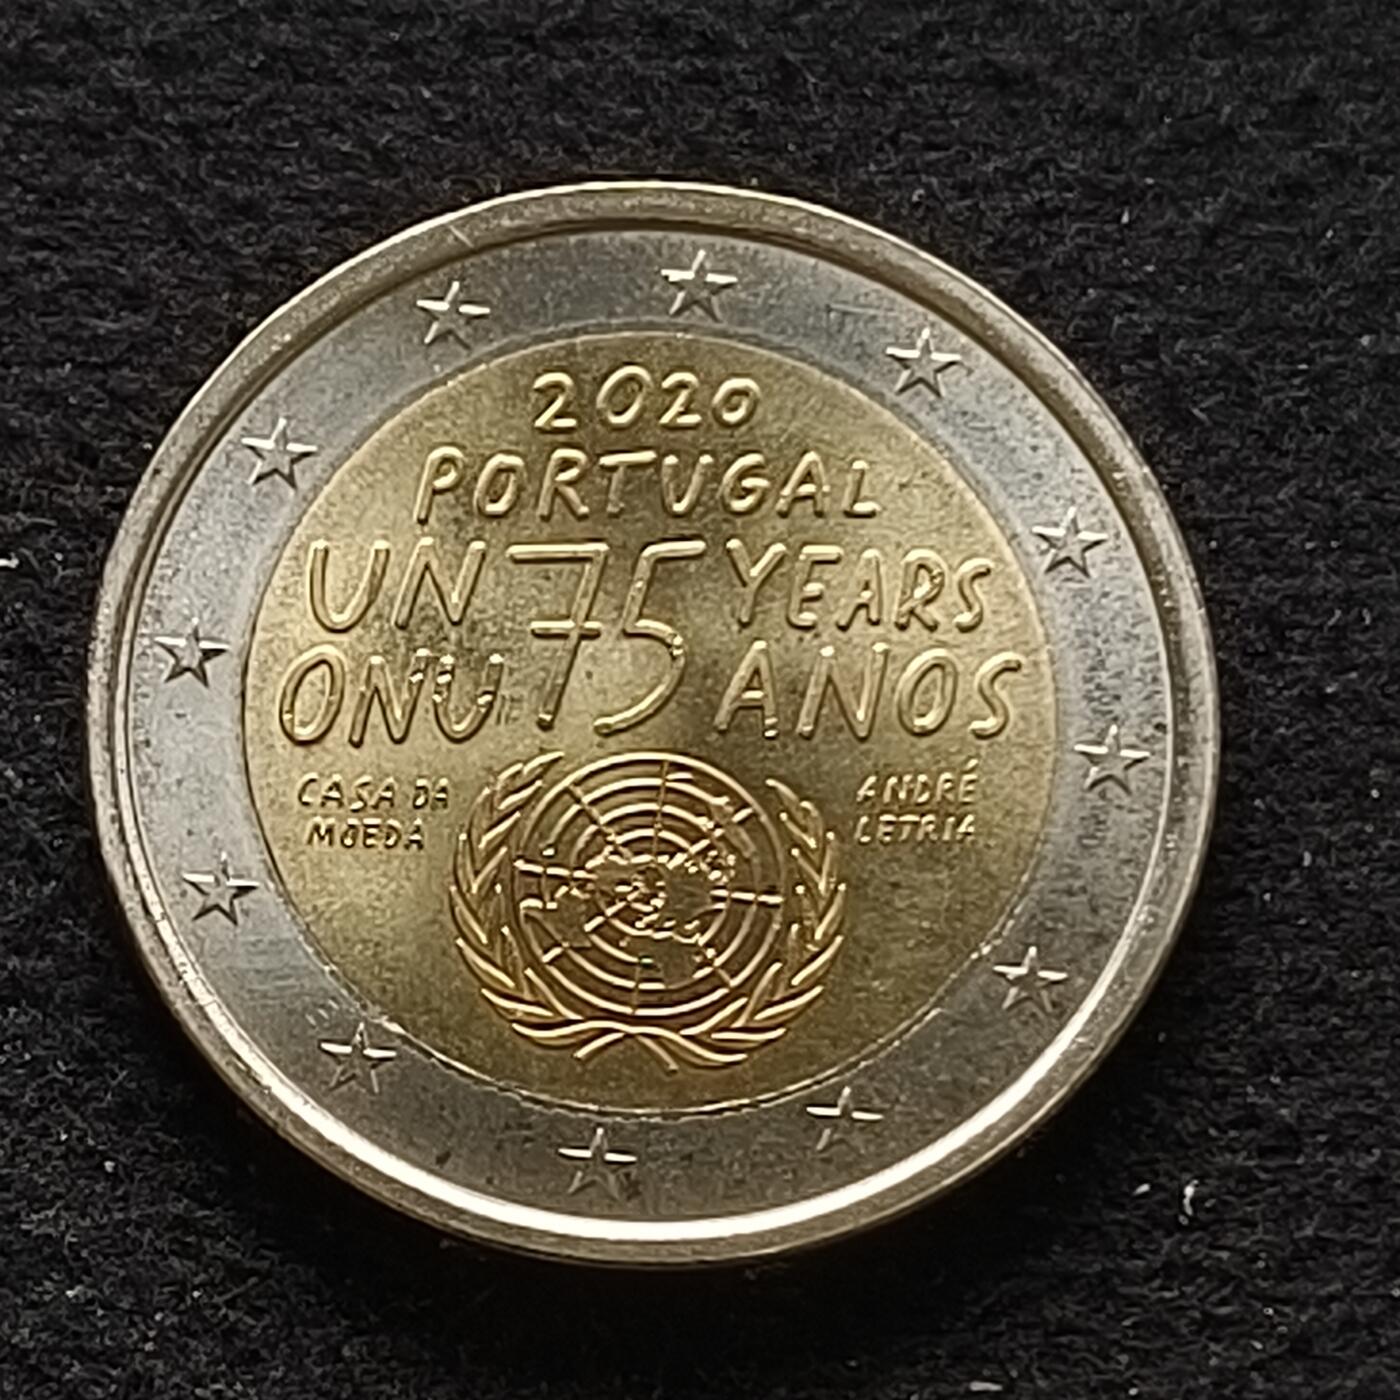 2020
PORTUGAL
UN 75 YEARS
ONU 75 ANOS
CASA DA
MOEDA
ANDRÉ
LETRIA